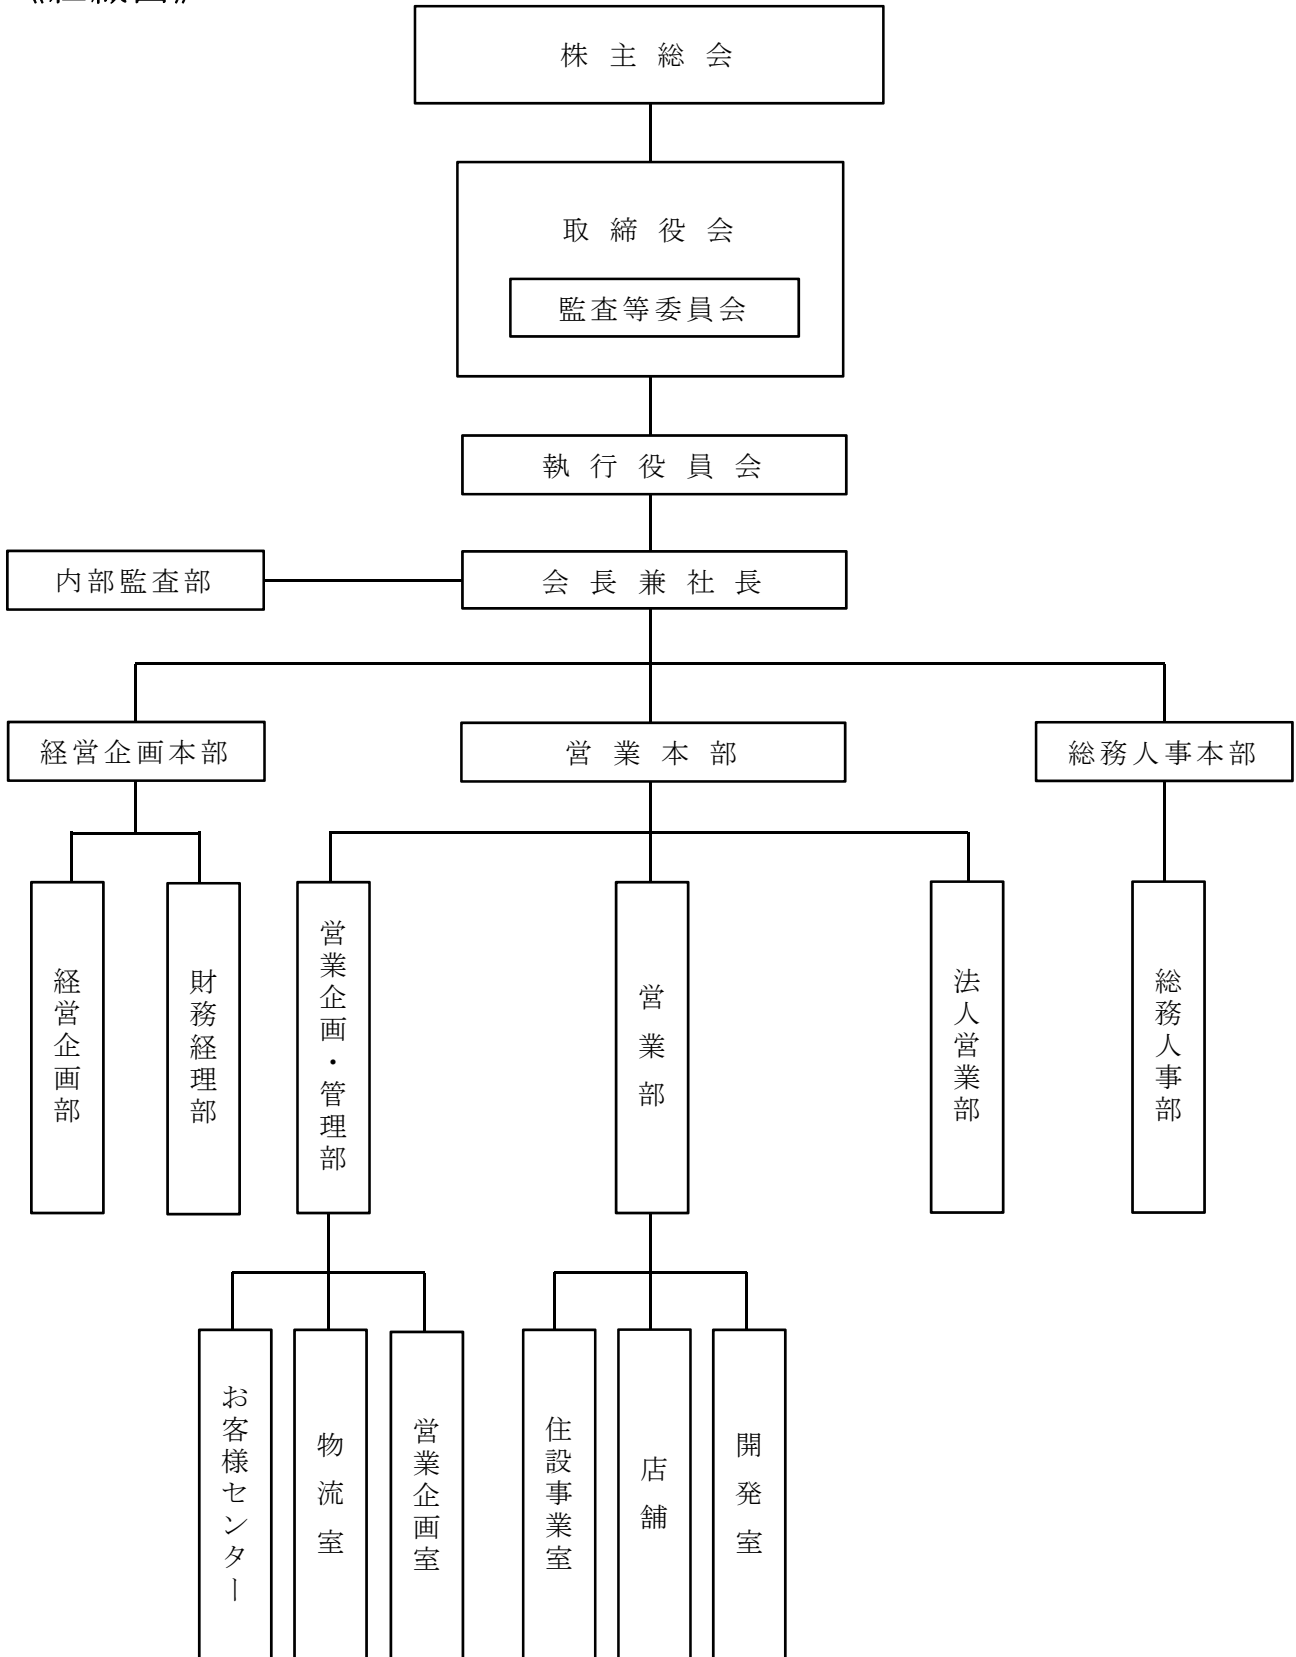 株主総会
取締役会
監査等委員会
執行役員会
内部監査部
会長兼社長
経営企画本部
営業本部
総務人事本部
経営企画部
財務経理部
営業企画・管理部
営業部
法人営業部
総務人事部
お客様センター
物流室
営業企画室
住設事業室
店舗
開発室